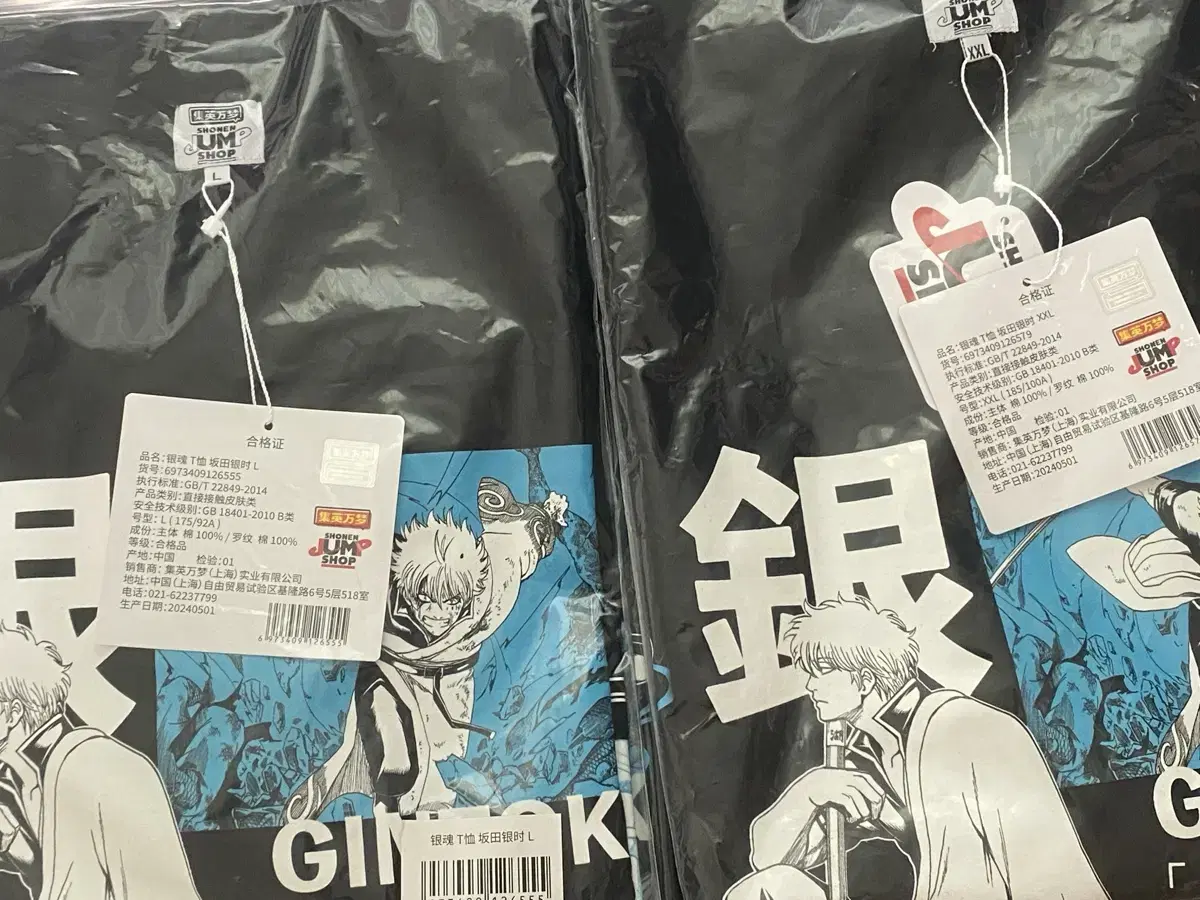 集英万梦
SHONEN
JUMP
SHOP
L
合格证
品名:银魂 T恤 坂田银时 L
货号:6973409126555
执行标准:GB/T 22849-2014
产品类别:直接接触皮肤类
安全技术级别:GB 18401-2010 B类
号型:L(175/92A)
成份:主体 棉 100% / 罗纹 棉 100%
等级:合格品
产地:中国 检验:01
销售商:集英万梦(上海)实业有限公司
地址:中国(上海)自由贸易试验区基隆路6号5层518室
电话:021-62237799
生产日期:20240501
集英万梦
SHONEN
JUMP
SHOP
6973409126555
银魂 T恤 坂田银时 L
SHONEN
JUMP
SHOP
XXL
合格证
品名:银魂 T恤 坂田银时 XXL
货号:6973409126579
执行标准:GB/T 22849-2014
产品类别:直接接触皮肤类
安全技术级别:GB 18401-2010 B类
号型:XXL(185/100A)
成份:主体 棉 100% / 罗纹 棉 100%
等级:合格品
产地:中国 检验:01
销售商:集英万梦(上海)实业有限公司
地址:中国(上海)自由贸易试验区基隆路6号5层518室
电话:021-62237799
生产日期:20240501
集英万梦
集英万梦
SHONEN
JUMP
SHOP
銀